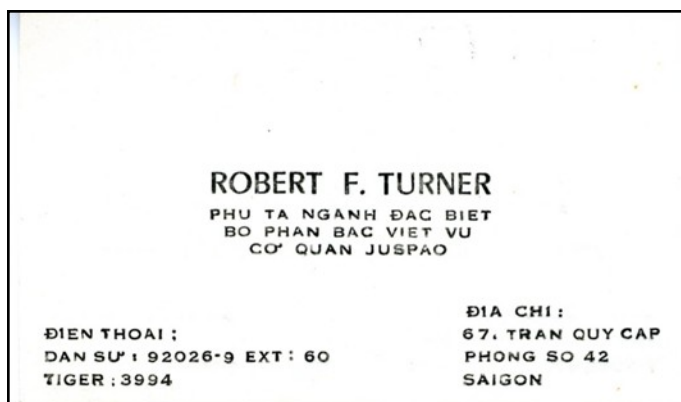 ROBERT F. TURNER
PHU TA NGANH ĐAC BIET
BO PHAN BAC VIET VU
CƠ QUAN JUSPAO
ĐIEN THOAI ;
DAN SƯ : 92026-9 EXT : 60
TIGER : 3994
ĐIA CHI :
67. TRAN QUY CAP
PHONG SO 42
SAIGON